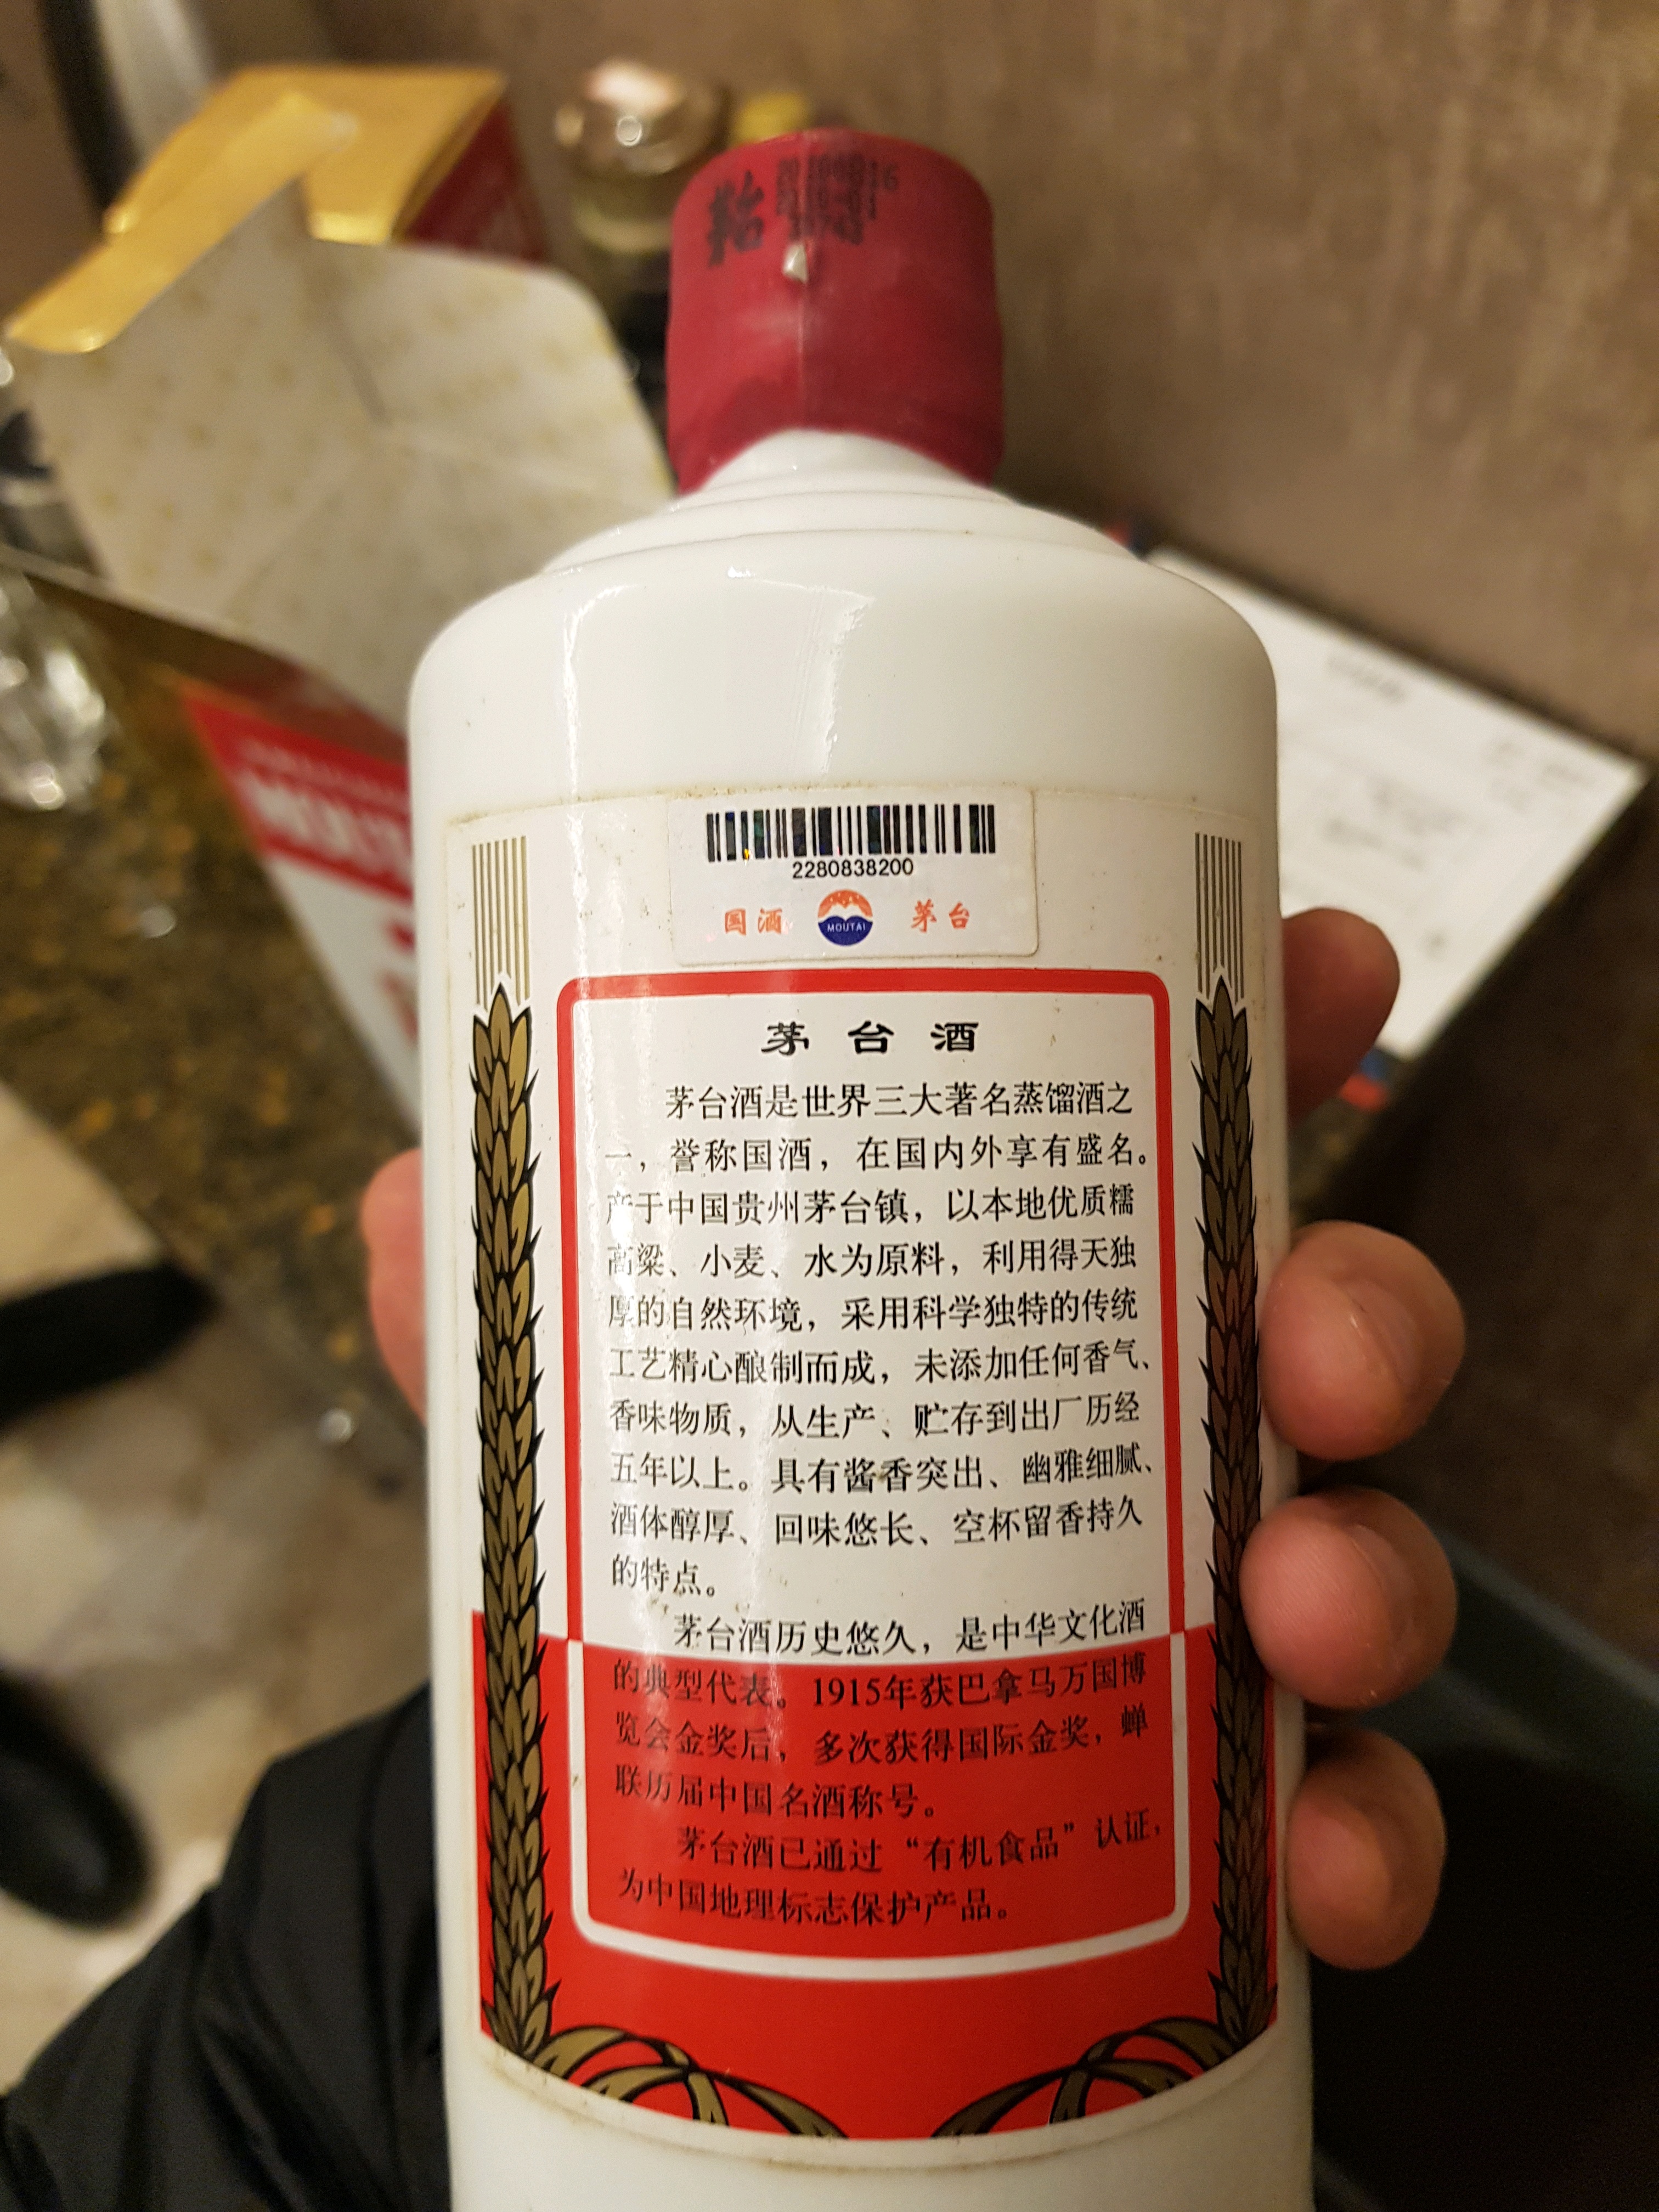 2280838200
国酒 MOUTAI 茅台
茅台酒
茅台酒是世界三大著名蒸馏酒之
一，誉称国酒，在国内外享有盛名。
产于中国贵州茅台镇，以本地优质糯
高粱、小麦、水为原料，利用得天独
厚的自然环境，采用科学独特的传统
工艺精心酿制而成，未添加任何香气、
香味物质，从生产、贮存到出厂历经
五年以上。具有酱香突出、幽雅细腻、
酒体醇厚、回味悠长、空杯留香持久
的特点。
茅台酒历史悠久，是中华文化酒
的典型代表。1915年获巴拿马万国博
览会金奖后，多次获得国际金奖，蝉
联历届中国名酒称号。
茅台酒已通过“有机食品”认证，
为中国地理标志保护产品。